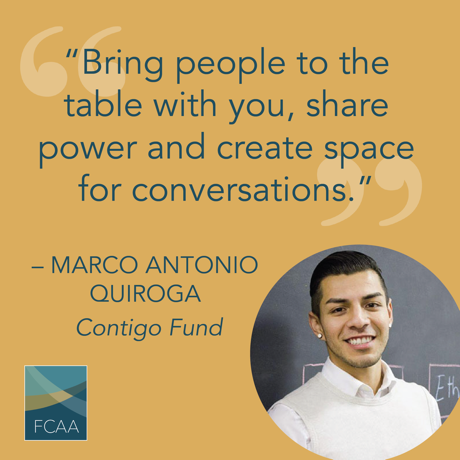 “Bring people to the
table with you, share
power and create space
for conversations.”
– MARCO ANTONIO
QUIROGA
Contigo Fund
Eth
FCAA